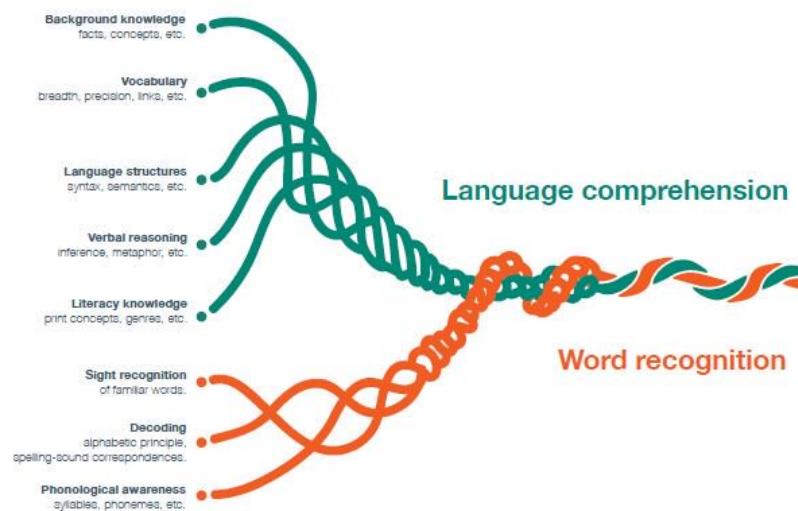 Background knowledge
facts, concepts, etc.
Vocabulary
breadth, precision, links, etc.
Language structures
syntax, semantics, etc.
Verbal reasoning
inference, metaphor, etc.
Literacy knowledge
print concepts, genres, etc.
Language comprehension
Sight recognition
of familiar words.
Decoding
alphabetic principle,
spelling-sound correspondences.
Phonological awareness
syllables, phonemes, etc.
Word recognition